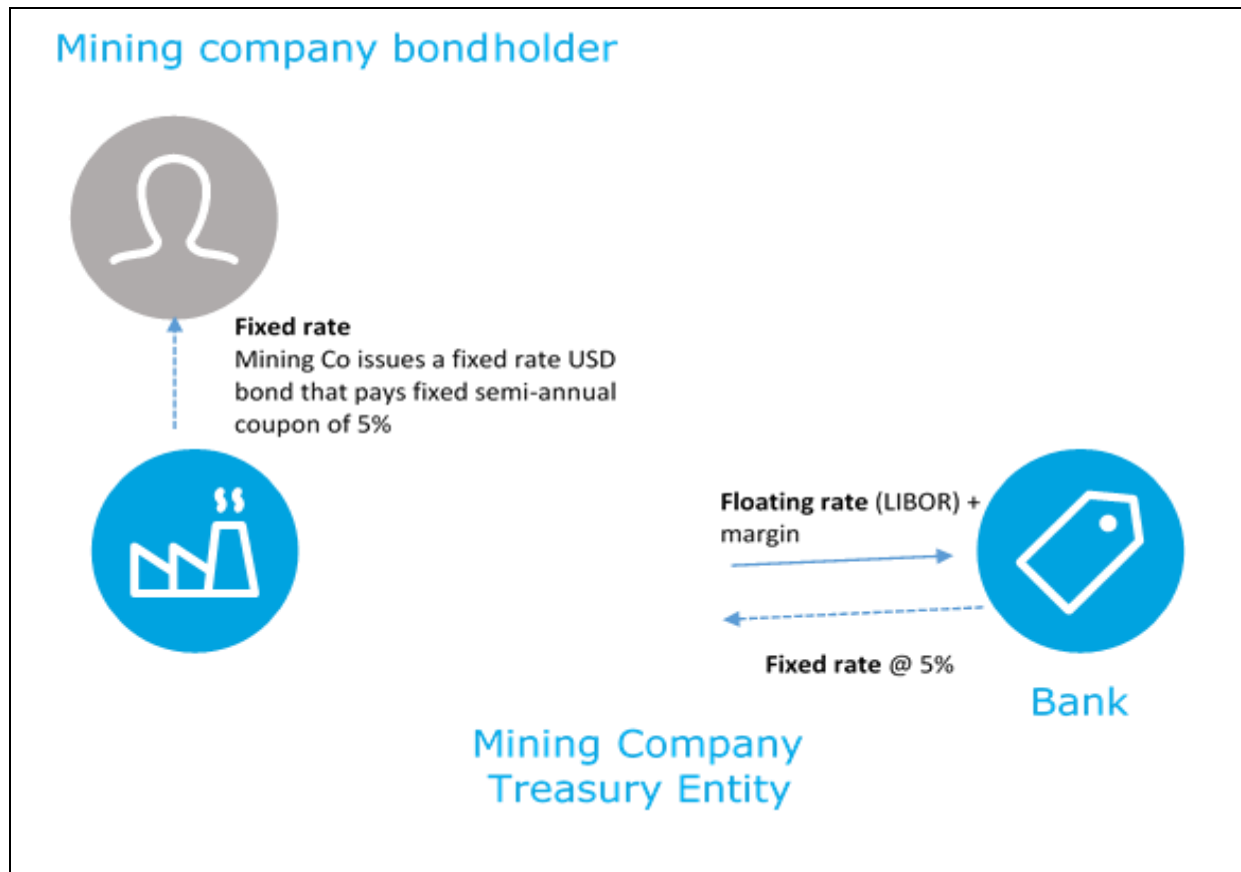 Mining company bondholder
Fixed rate
Mining Co issues a fixed rate USD
bond that pays fixed semi-annual
coupon of 5%
Floating rate (LIBOR) +
margin
Fixed rate @ 5%
Bank
Mining Company
Treasury Entity